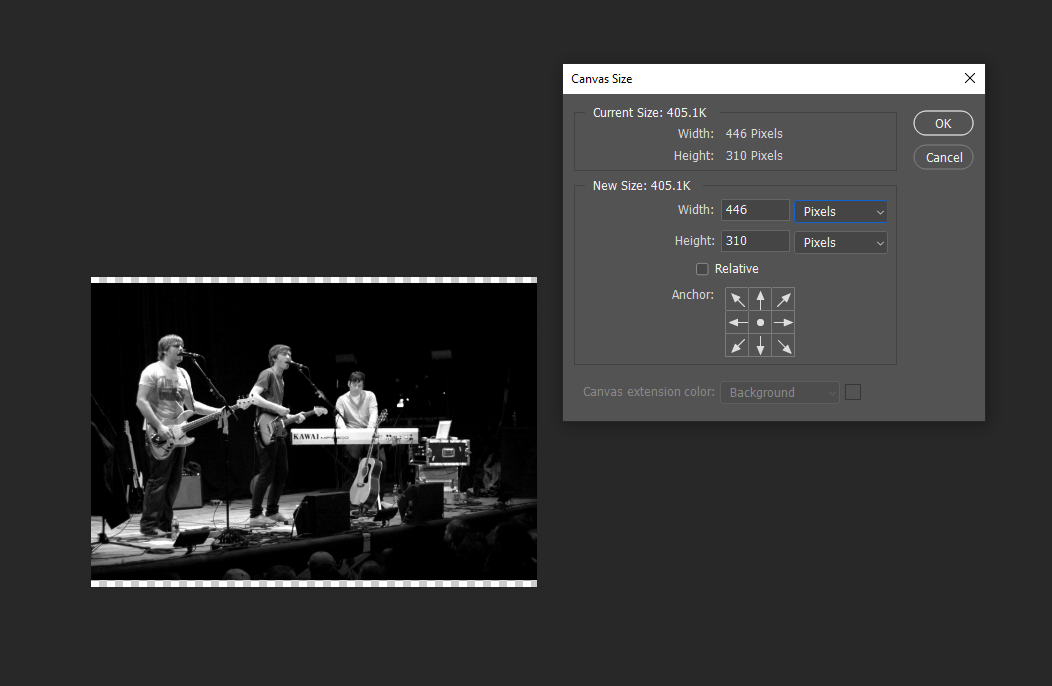 Canvas Size
Current Size: 405.1K
Width: 446 Pixels
Height: 310 Pixels
OK
Cancel
New Size: 405.1K
Width: 446 Pixels
Height: 310 Pixels
Relative
Anchor:
Canvas extension color: Background
KAWAI